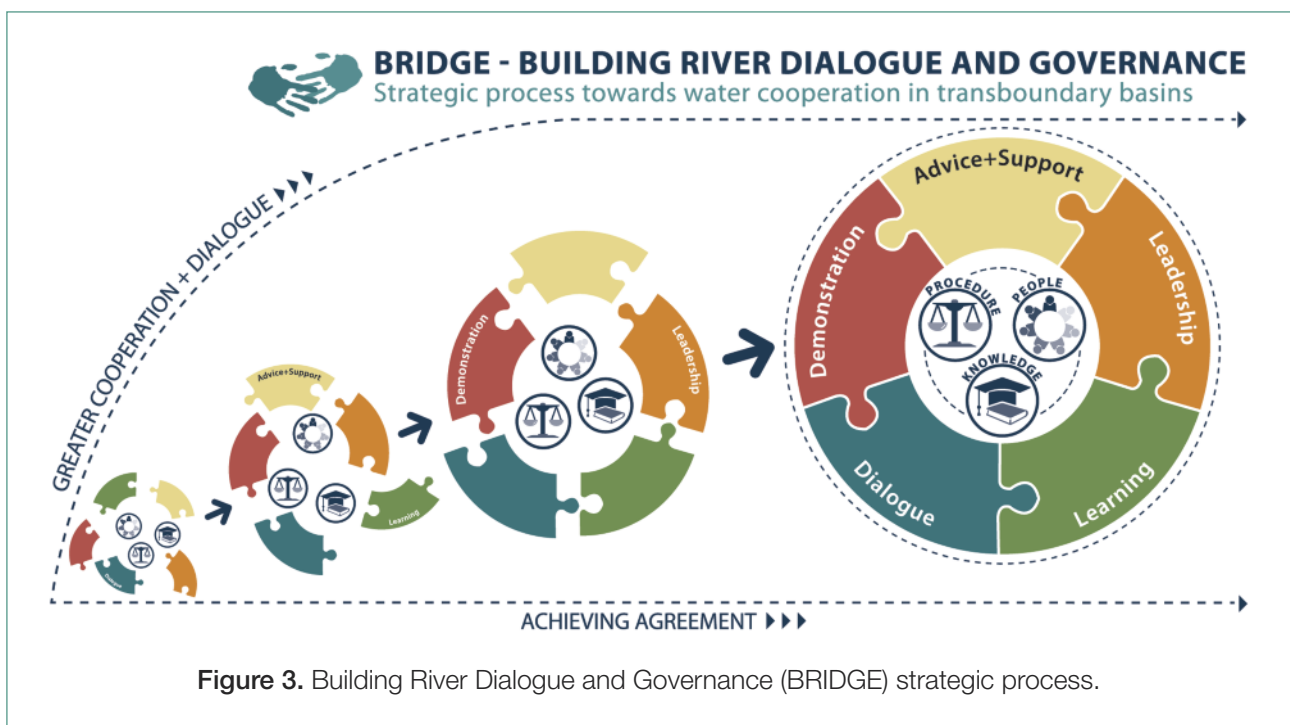 BRIDGE - BUILDING RIVER DIALOGUE AND GOVERNANCE
Strategic process towards water cooperation in transboundary basins
GREATER COOPERATION + DIALOGUE
Dialogue
Advice+Support
Learning
Demonstration
Leadership
Advice+Support
Demonstration
Leadership
PROCEDURE
PEOPLE
KNOWLEDGE
Dialogue
Learning
ACHIEVING AGREEMENT
Figure 3. Building River Dialogue and Governance (BRIDGE) strategic process.